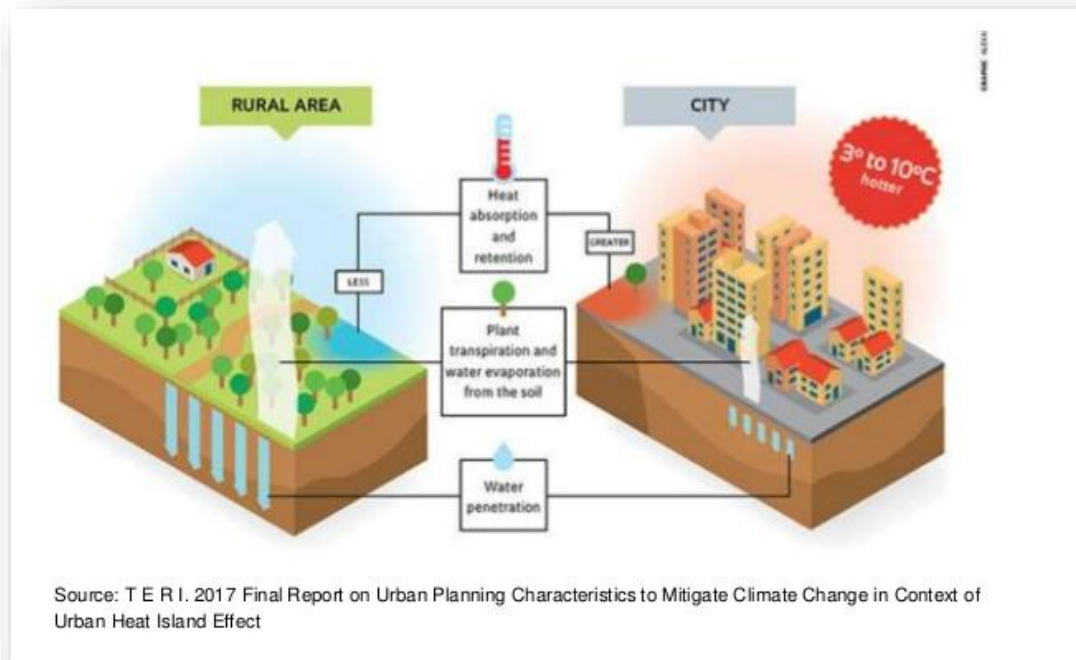 RURAL AREA
CITY
3º to 10ºC
hotter
Heat
absorption
and
retention
LESS
GREATER
Plant
transpiration and
water evaporation
from the soil
Water
penetration
Source: T E R I. 2017 Final Report on Urban Planning Characteristics to Mitigate Climate Change in Context of
Urban Heat Island Effect